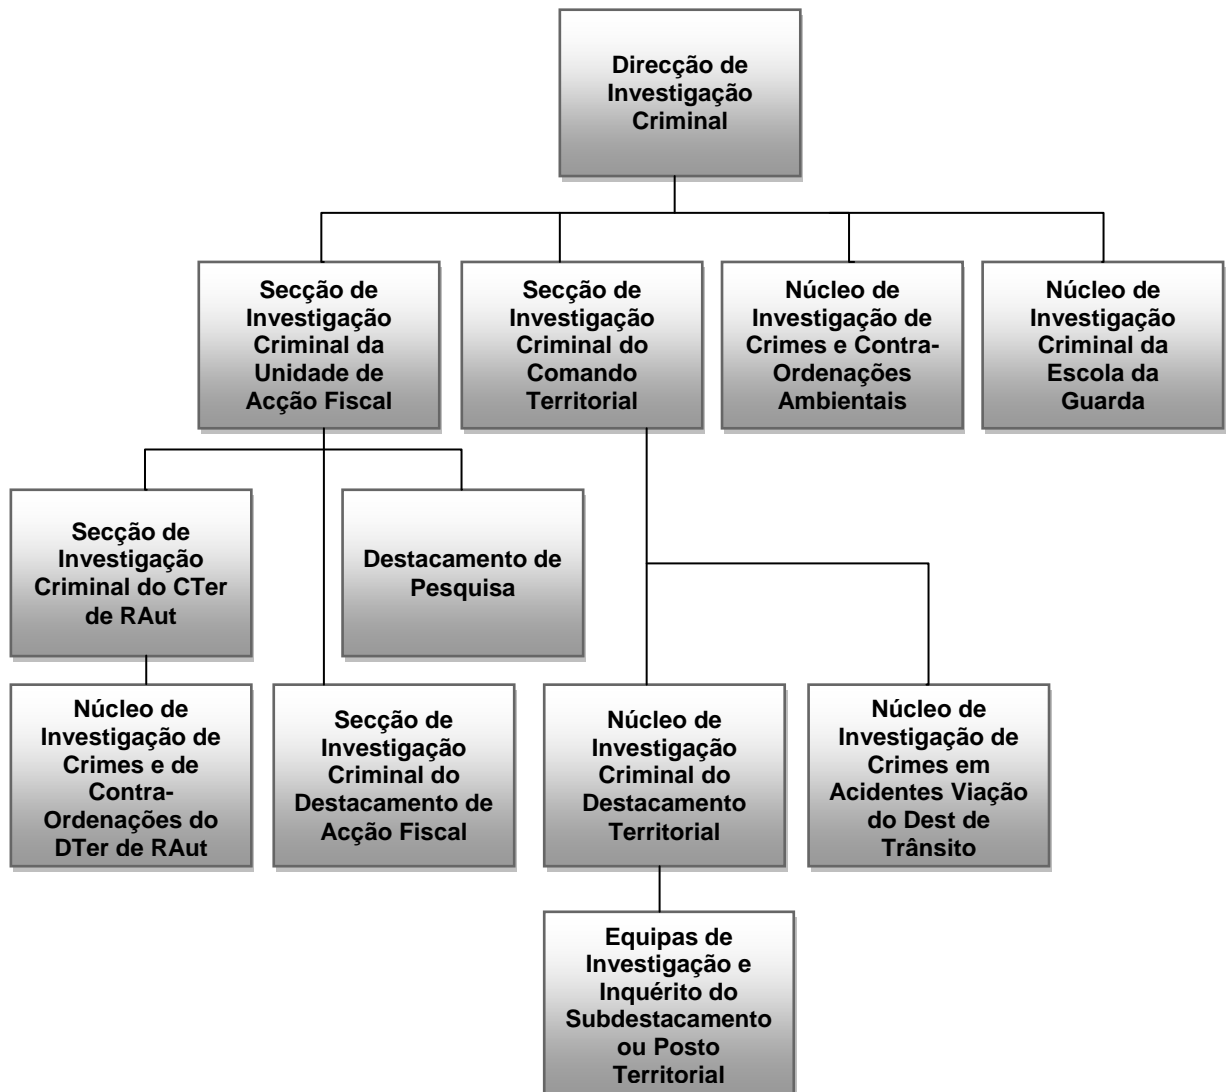 Direcção de
Investigação
Criminal
Secção de
Investigação
Criminal da
Unidade de
Acção Fiscal
Secção de
Investigação
Criminal do
Comando
Territorial
Núcleo de
Investigação de
Crimes e Contra-
Ordenações
Ambientais
Núcleo de
Investigação
Criminal da
Escola da
Guarda
Secção de
Investigação
Criminal do CTer
de RAut
Destacamento de
Pesquisa
Núcleo de
Investigação de
Crimes e de
Contra-
Ordenações do
DTer de RAut
Secção de
Investigação
Criminal do
Destacamento de
Acção Fiscal
Núcleo de
Investigação
Criminal do
Destacamento
Territorial
Núcleo de
Investigação de
Crimes em
Acidentes Viação
do Dest de
Trânsito
Equipas de
Investigação e
Inquérito do
Subdestacamento
ou Posto
Territorial